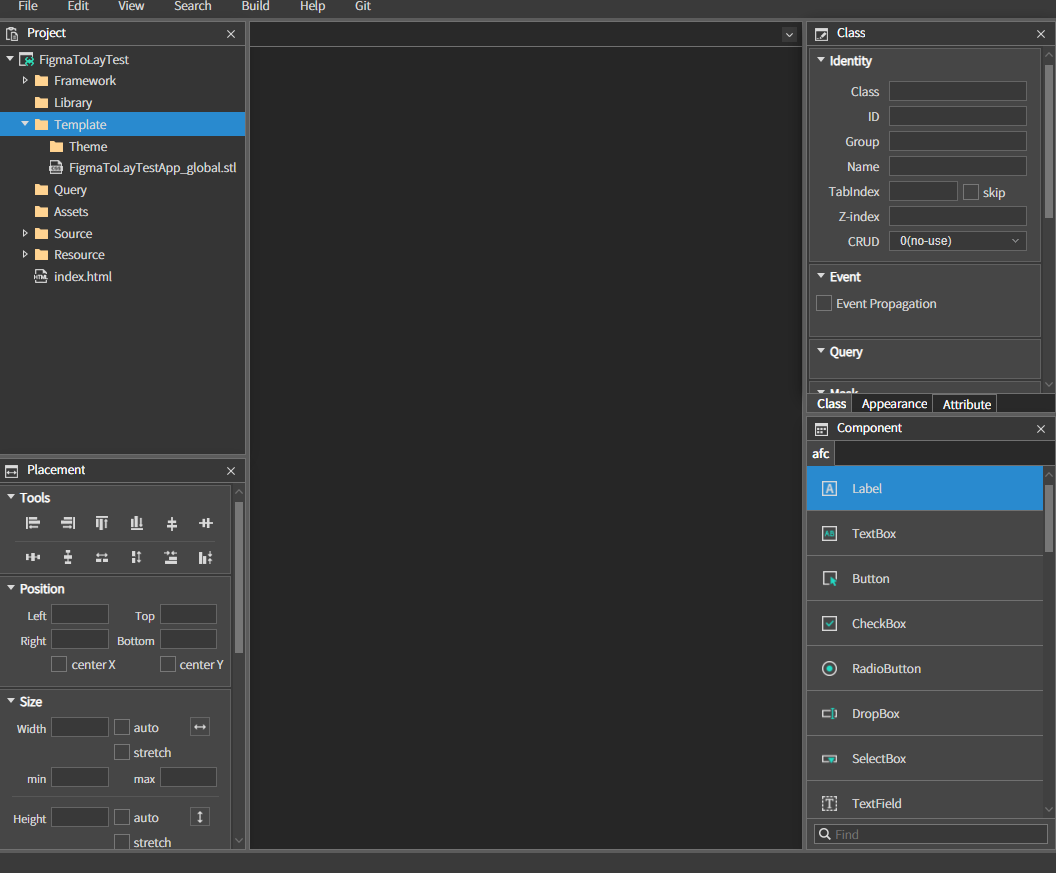 File Edit View Search Build Help Git
Project
FigmaToLayTest
Framework
Library
Template
Theme
FigmaToLayTestApp_global.stl
Query
Assets
Source
Resource
HTML index.html
Placement
Tools
Position
Left Top
Right Bottom
center X center Y
Size
Width auto
stretch
min max
Height auto
stretch
Class
Identity
Class
ID
Group
Name
TabIndex skip
Z-index
CRUD 0(no-use)
Event
Event Propagation
Query
Mask
Class Appearance Attribute
Component
afc
A Label
AB TextBox
Button
CheckBox
RadioButton
DropBox
SelectBox
T TextField
Find